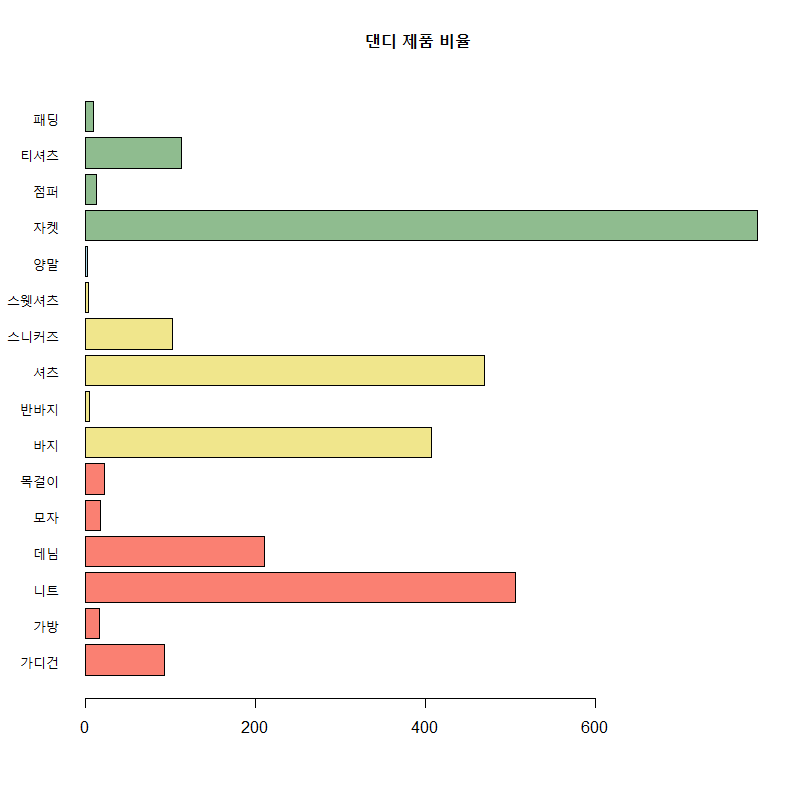 댄디 제품 비율
패딩
티셔츠
점퍼
자켓
양말
스웻셔츠
스니커즈
셔츠
반바지
바지
목걸이
모자
데님
니트
가방
가디건
0 200 400 600